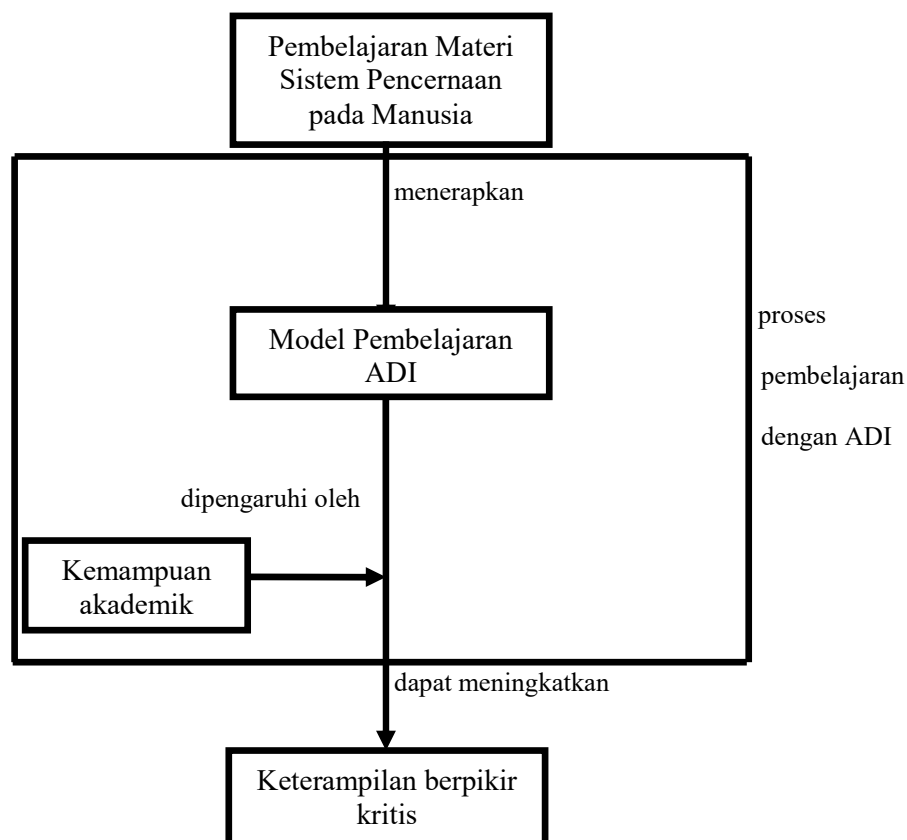 Pembelajaran Materi
Sistem Pencernaan
pada Manusia
menerapkan
Model Pembelajaran
ADI
proses
pembelajaran
dengan ADI
dipengaruhi oleh
Kemampuan
akademik
dapat meningkatkan
Keterampilan berpikir
kritis